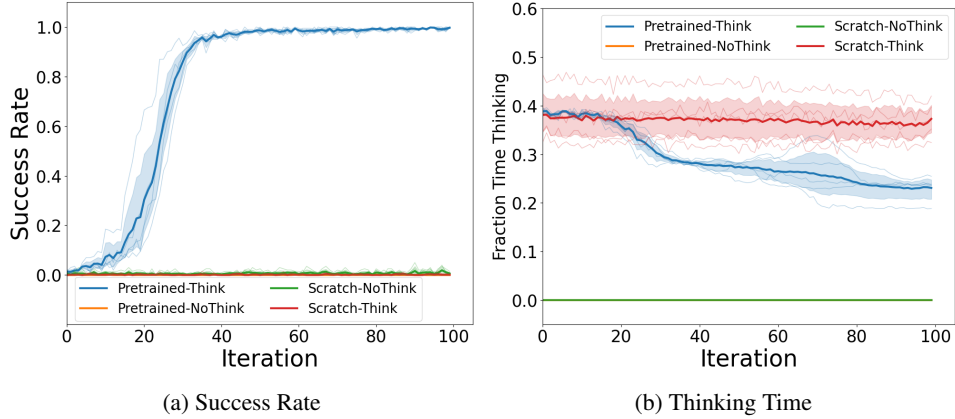 1.0
0.8
0.6
0.4
0.2
0.0
Success Rate
Pretrained-Think
Pretrained-NoThink
Scratch-NoThink
Scratch-Think
0 20 40 60 80 100
Iteration
(a) Success Rate
0.6
0.5
0.4
0.3
0.2
0.1
0.0
Fraction Time Thinking
Pretrained-Think
Pretrained-NoThink
Scratch-NoThink
Scratch-Think
0 20 40 60 80 100
Iteration
(b) Thinking Time